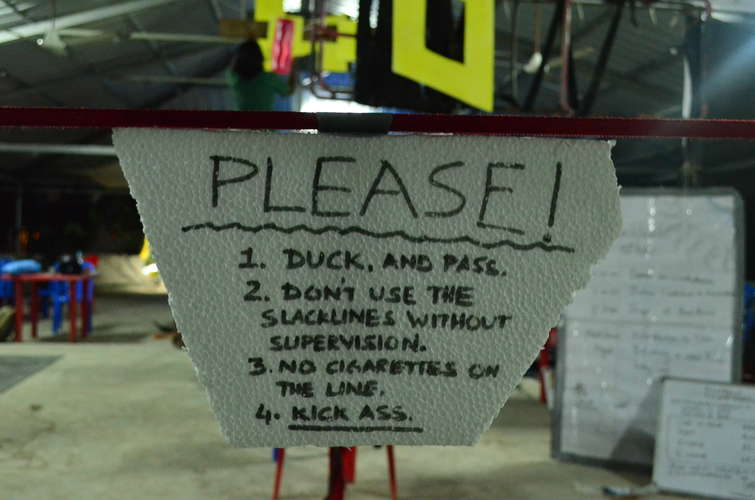 PLEASE!
1. DUCK. AND PASS.
2. DON'T USE THE
SLACKLINES WITHOUT
SUPERVISION.
3. NO CIGARETTES ON
THE LINE.
4. KICK ASS.